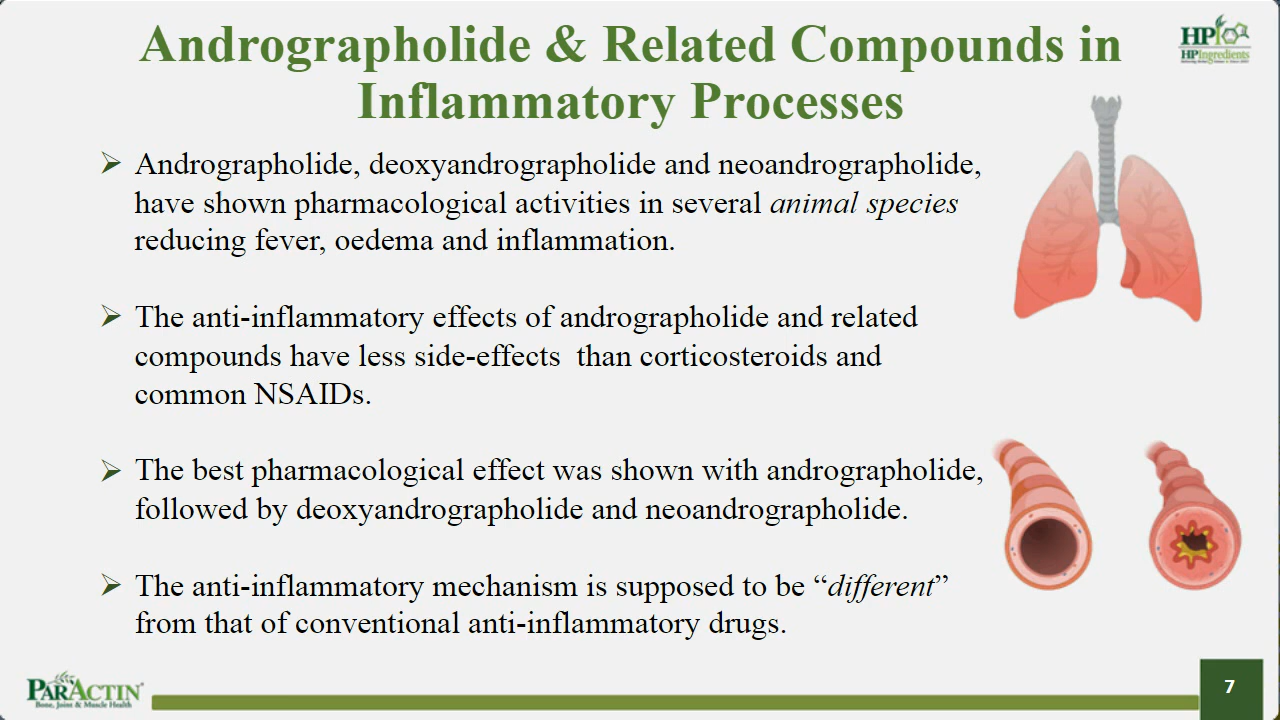 Andrographolide & Related Compounds in
Inflammatory Processes
HP
HPIngredients
➢ Andrographolide, deoxyandrographolide and neoandrographolide,
have shown pharmacological activities in several animal species
reducing fever, oedema and inflammation.
➢ The anti-inflammatory effects of andrographolide and related
compounds have less side-effects  than corticosteroids and
common NSAIDs.
➢ The best pharmacological effect was shown with andrographolide,
followed by deoxyandrographolide and neoandrographolide.
➢ The anti-inflammatory mechanism is supposed to be “different”
from that of conventional anti-inflammatory drugs.
PARACTIN®
Bone, Joint & Muscle Health
7